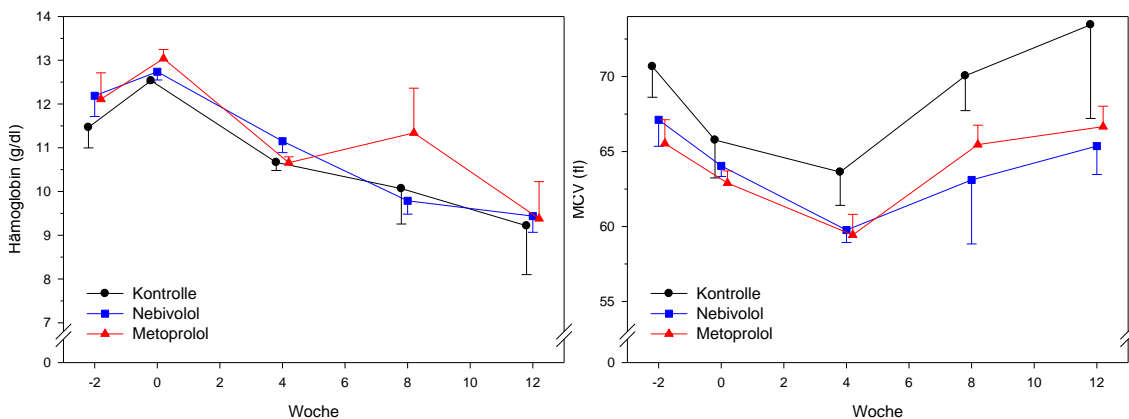 Hämoglobin (g/dl)
14
13
12
11
10
9
8
7
0
Kontrolle
Nebivolol
Metoprolol
-2 0 2 4 6 8 10 12
Woche
MCV (fl)
70
65
60
55
0
Kontrolle
Nebivolol
Metoprolol
-2 0 2 4 6 8 10 12
Woche